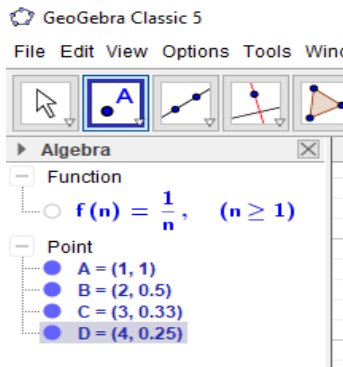 GeoGebra Classic 5
File Edit View Options Tools
A
Algebra
Function
f(n) = 1/n, (n ≥ 1)
Point
A = (1, 1)
B = (2, 0.5)
C = (3, 0.33)
D = (4, 0.25)